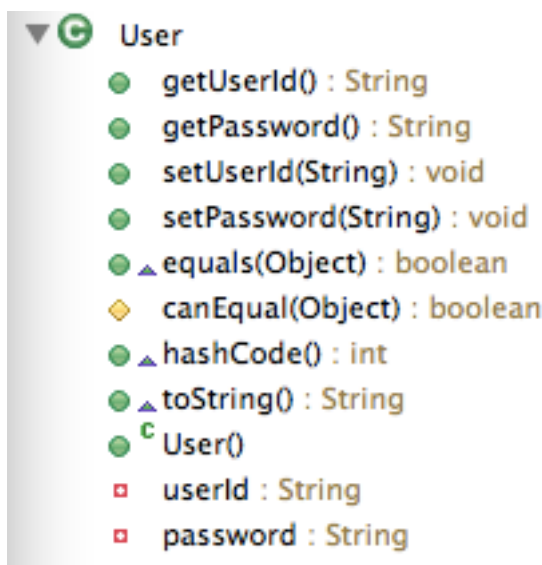 User
getUserId() : String
getPassword() : String
setUserId(String) : void
setPassword(String) : void
equals(Object) : boolean
canEqual(Object) : boolean
hashCode() : int
toString() : String
User()
userId : String
password : String